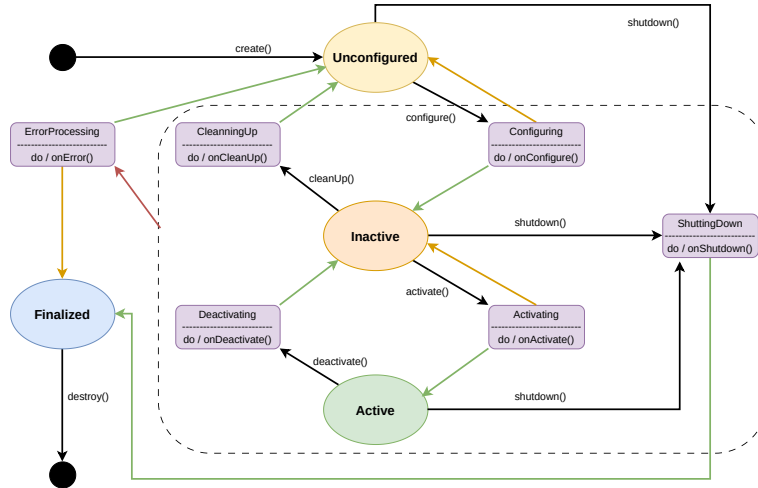 shutdown()
create()
Unconfigured
configure()
ErrorProcessing
------------------------
do / onError()
CleanningUp
------------------------
do / onCleanUp()
Configuring
------------------------
do / onConfigure()
cleanUp()
Inactive
shutdown()
ShuttingDown
------------------------
do / onShutdown()
activate()
Finalized
Deactivating
------------------------
do / onDeactivate()
Activating
------------------------
do / onActivate()
deactivate()
destroy()
Active
shutdown()